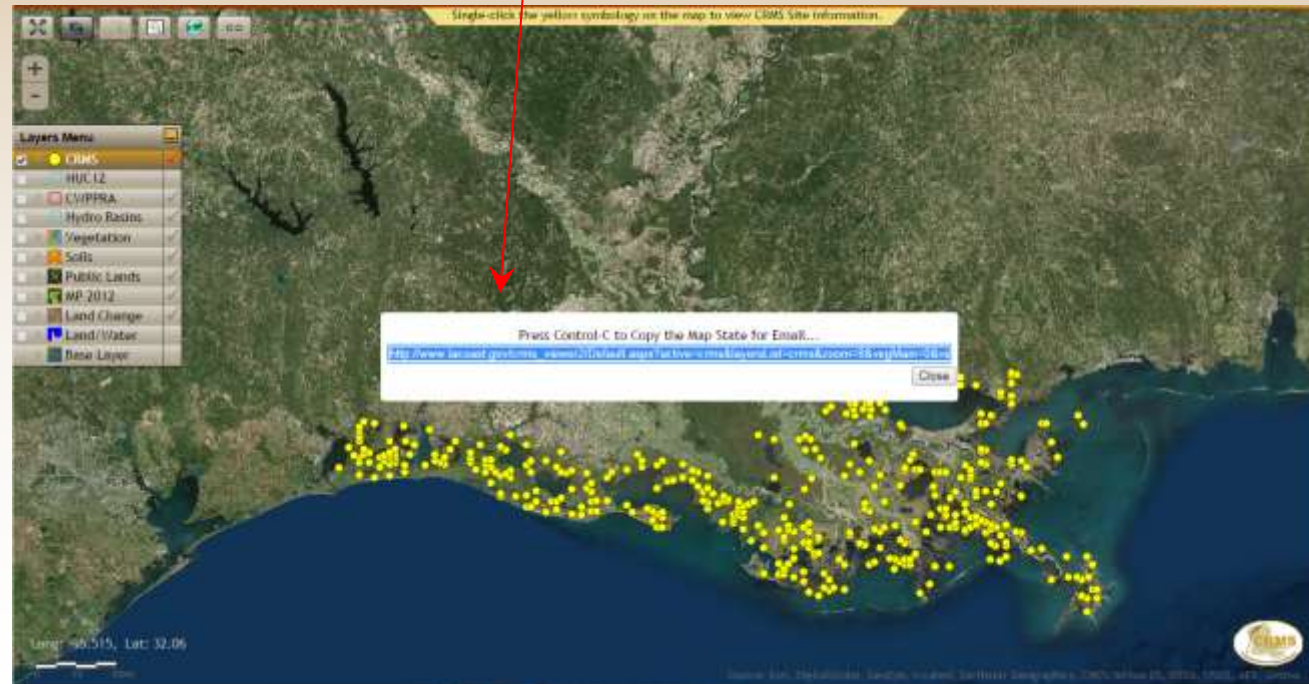 Single-click the yellow symbology on the map to view CRMS Site information.
+
-
Layers Menu
CRMS
HUC12
CWPPRA
Hydro Basins
Vegetation
Soils
Public Lands
MP 2012
Land Change
Land/Water
Base Layer
Press Control-C to Copy the Map State for Email...
Close
Lat: 32.06
CRMS